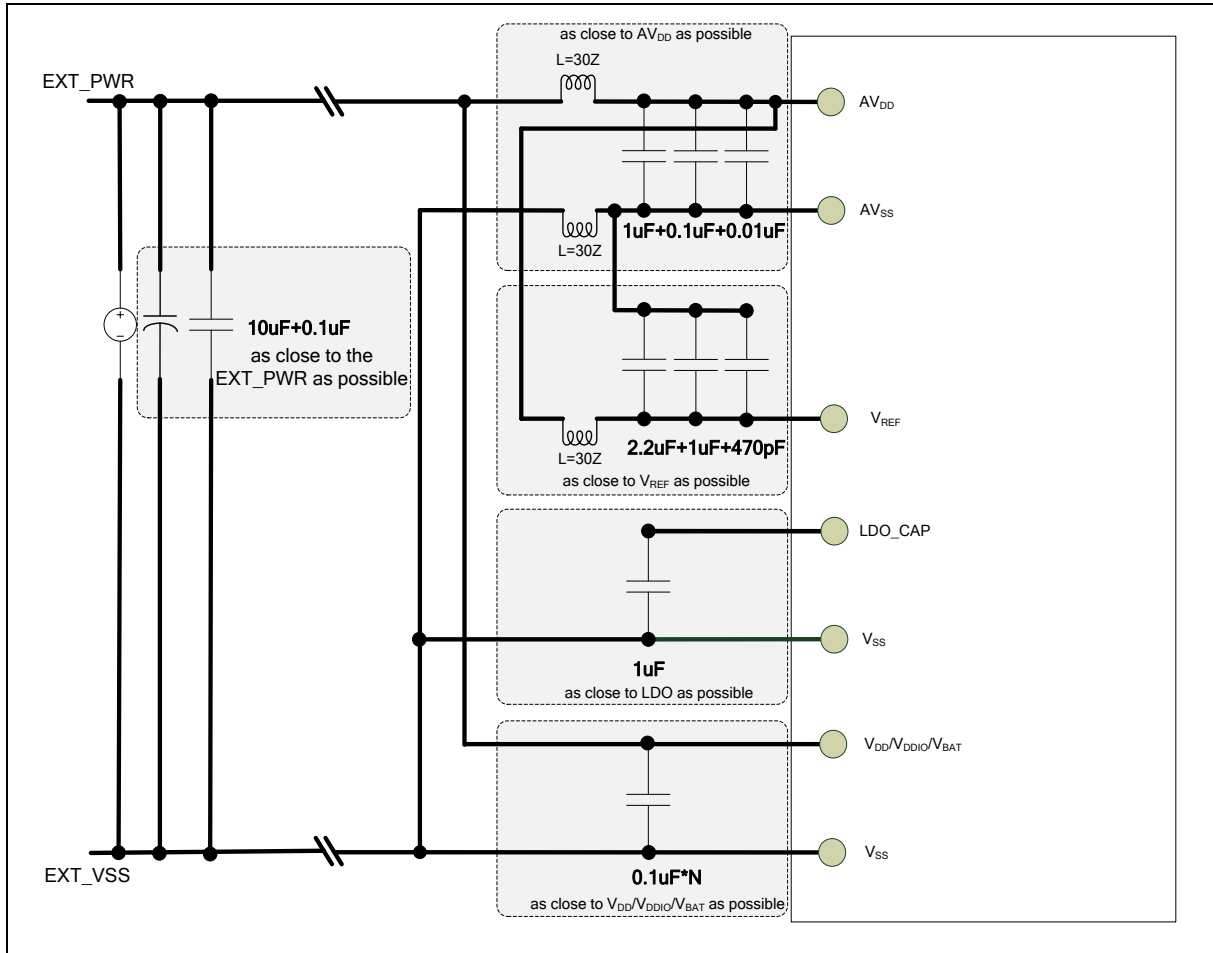 as close to AVDD as possible
L=30Z
EXT_PWR
AVDD
AVSS
1uF+0.1uF+0.01uF
L=30Z
+
-
10uF+0.1uF
as close to the
EXT_PWR as possible
VREF
2.2uF+1uF+470pF
L=30Z
as close to VREF as possible
LDO_CAP
VSS
1uF
as close to LDO as possible
VDD/VDDIO/VBAT
VSS
EXT_VSS
0.1uF*N
as close to VDD/VDDIO/VBAT as possible